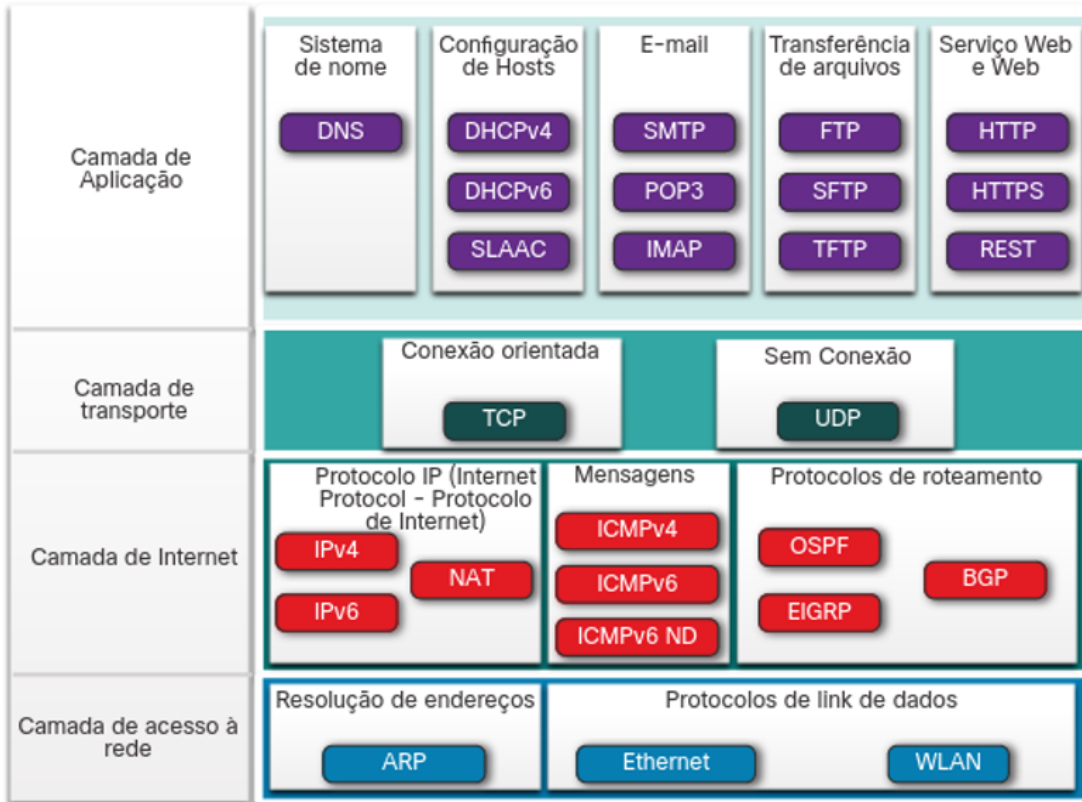 Camada de
Aplicação
Sistema
de nome
DNS
Configuração
de Hosts
DHCPv4
DHCPv6
SLAAC
E-mail
SMTP
POP3
IMAP
Transferência
de arquivos
FTP
SFTP
TFTP
Serviço Web
e Web
HTTP
HTTPS
REST
Camada de
transporte
Conexão orientada
TCP
Sem Conexão
UDP
Camada de Internet
Protocolo IP (Internet
Protocol - Protocolo
de Internet)
IPv4
NAT
IPv6
Mensagens
ICMPv4
ICMPv6
ICMPv6 ND
Protocolos de roteamento
OSPF
BGP
EIGRP
Camada de acesso à
rede
Resolução de endereços
ARP
Protocolos de link de dados
Ethernet
WLAN